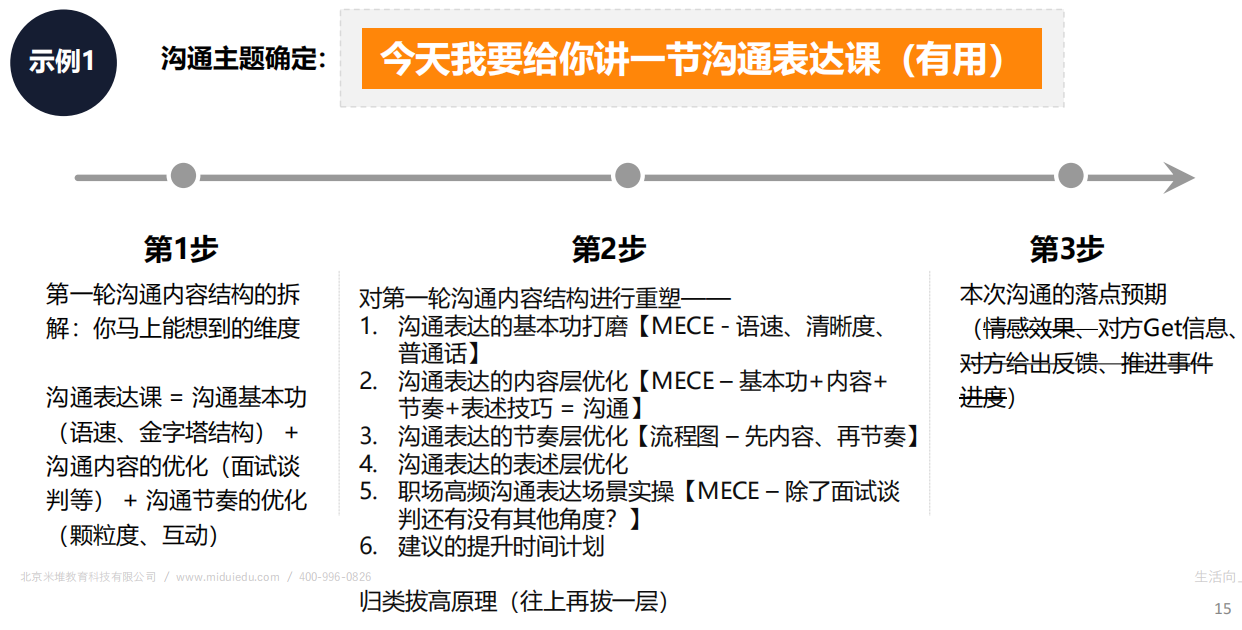 示例1
沟通主题确定：
今天我要给你讲一节沟通表达课（有用）
第1步
第一轮沟通内容结构的拆
解：你马上能想到的维度
沟通表达课 = 沟通基本功
（语速、金字塔结构） +
沟通内容的优化（面试谈
判等） + 沟通节奏的优化
（颗粒度、互动）
第2步
对第一轮沟通内容结构进行重塑——
1. 沟通表达的基本功打磨【MECE - 语速、清晰度、
普通话】
2. 沟通表达的内容层优化【MECE – 基本功+内容+
节奏+表述技巧 = 沟通】
3. 沟通表达的节奏层优化【流程图 – 先内容、再节奏】
4. 沟通表达的表述层优化
5. 职场高频沟通表达场景实操【MECE – 除了面试谈
判还有没有其他角度？】
6. 建议的提升时间计划
归类拔高原理（往上再拔一层）
第3步
本次沟通的落点预期
（情感效果、对方Get信息、
对方给出反馈、推进事件
进度）
北京米堆教育科技有限公司 / www.miduiedu.com / 400-996-0826
生活向
15